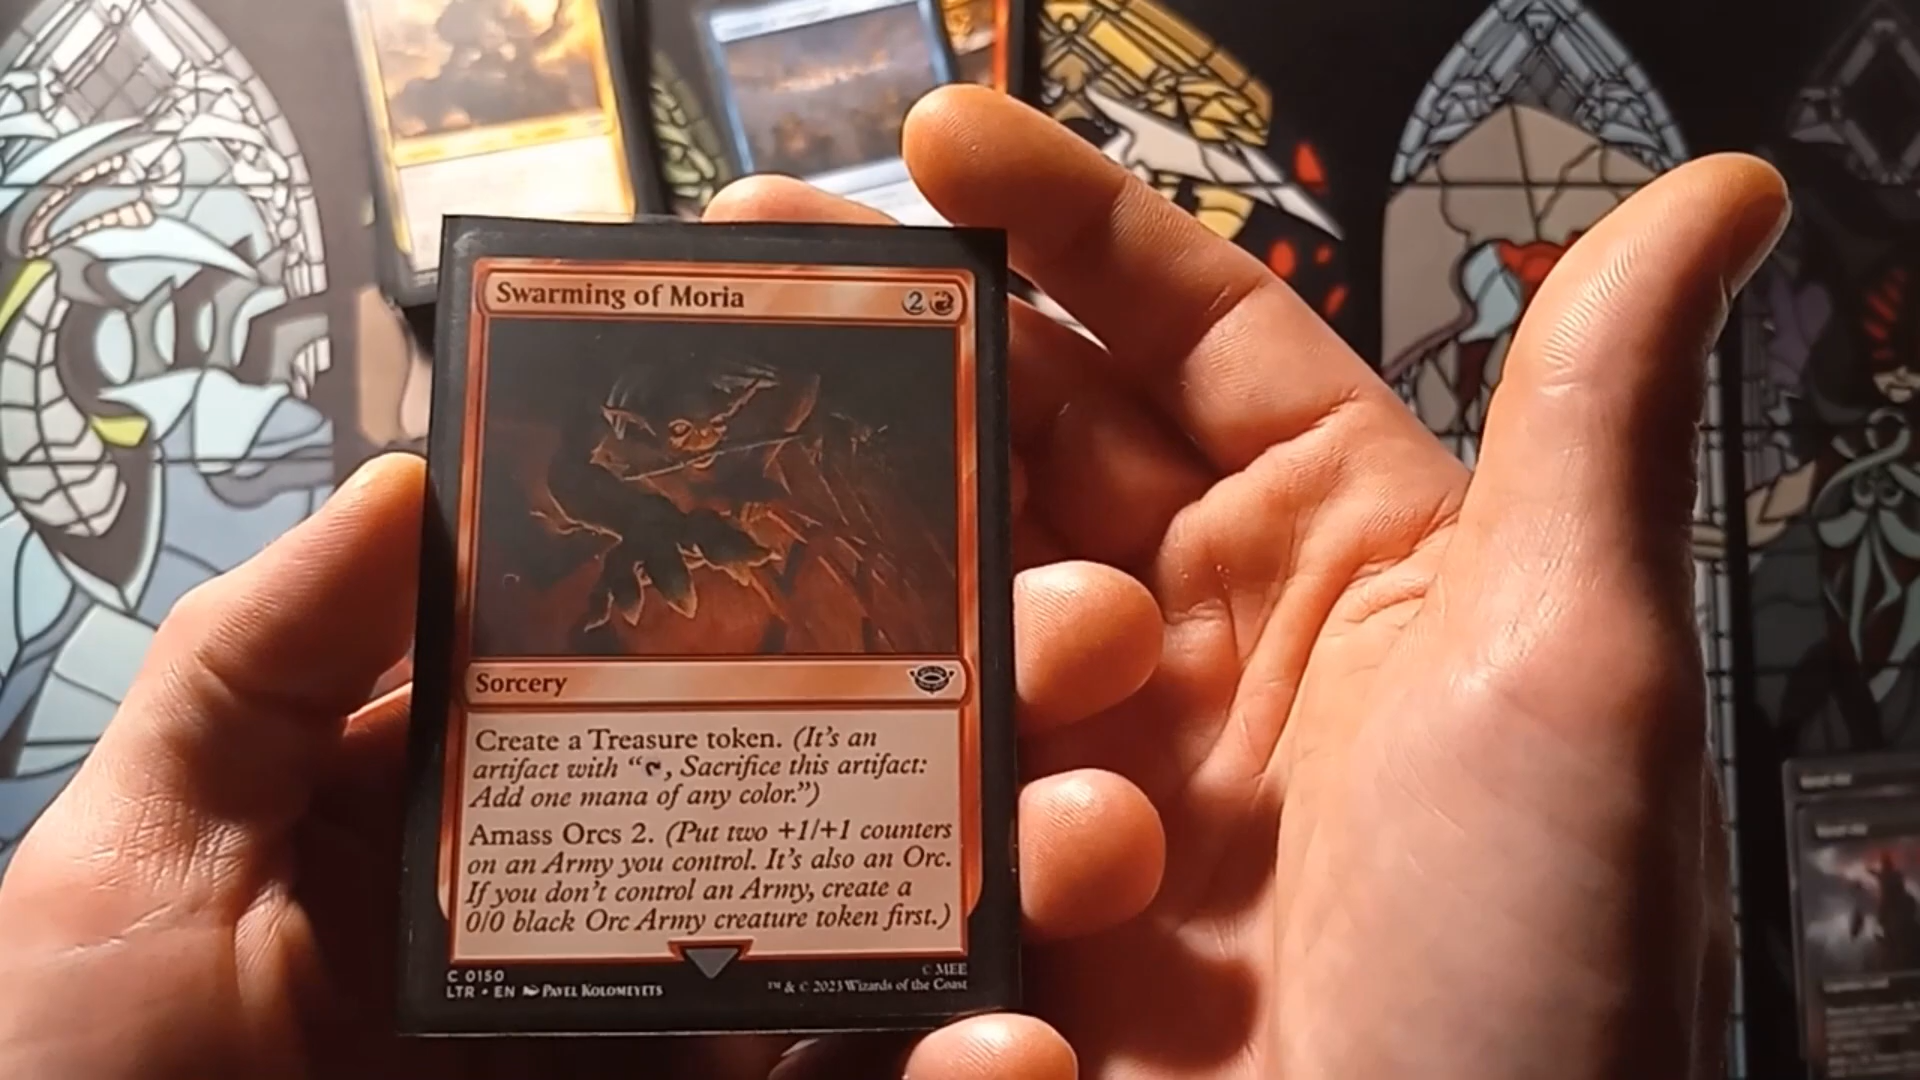 Swarming of Moria 2
Sorcery
Create a Treasure token. (It's an
artifact with “, Sacrifice this artifact:
Add one mana of any color.”)
Amass Orcs 2. (Put two +1/+1 counters
on an Army you control. It's also an Orc.
If you don't control an Army, create a
0/0 black Orc Army creature token first.)
C 0150
LTR • EN PAVEL KOLOMEYETS
© MEE
™ & © 2023 Wizards of the Coast